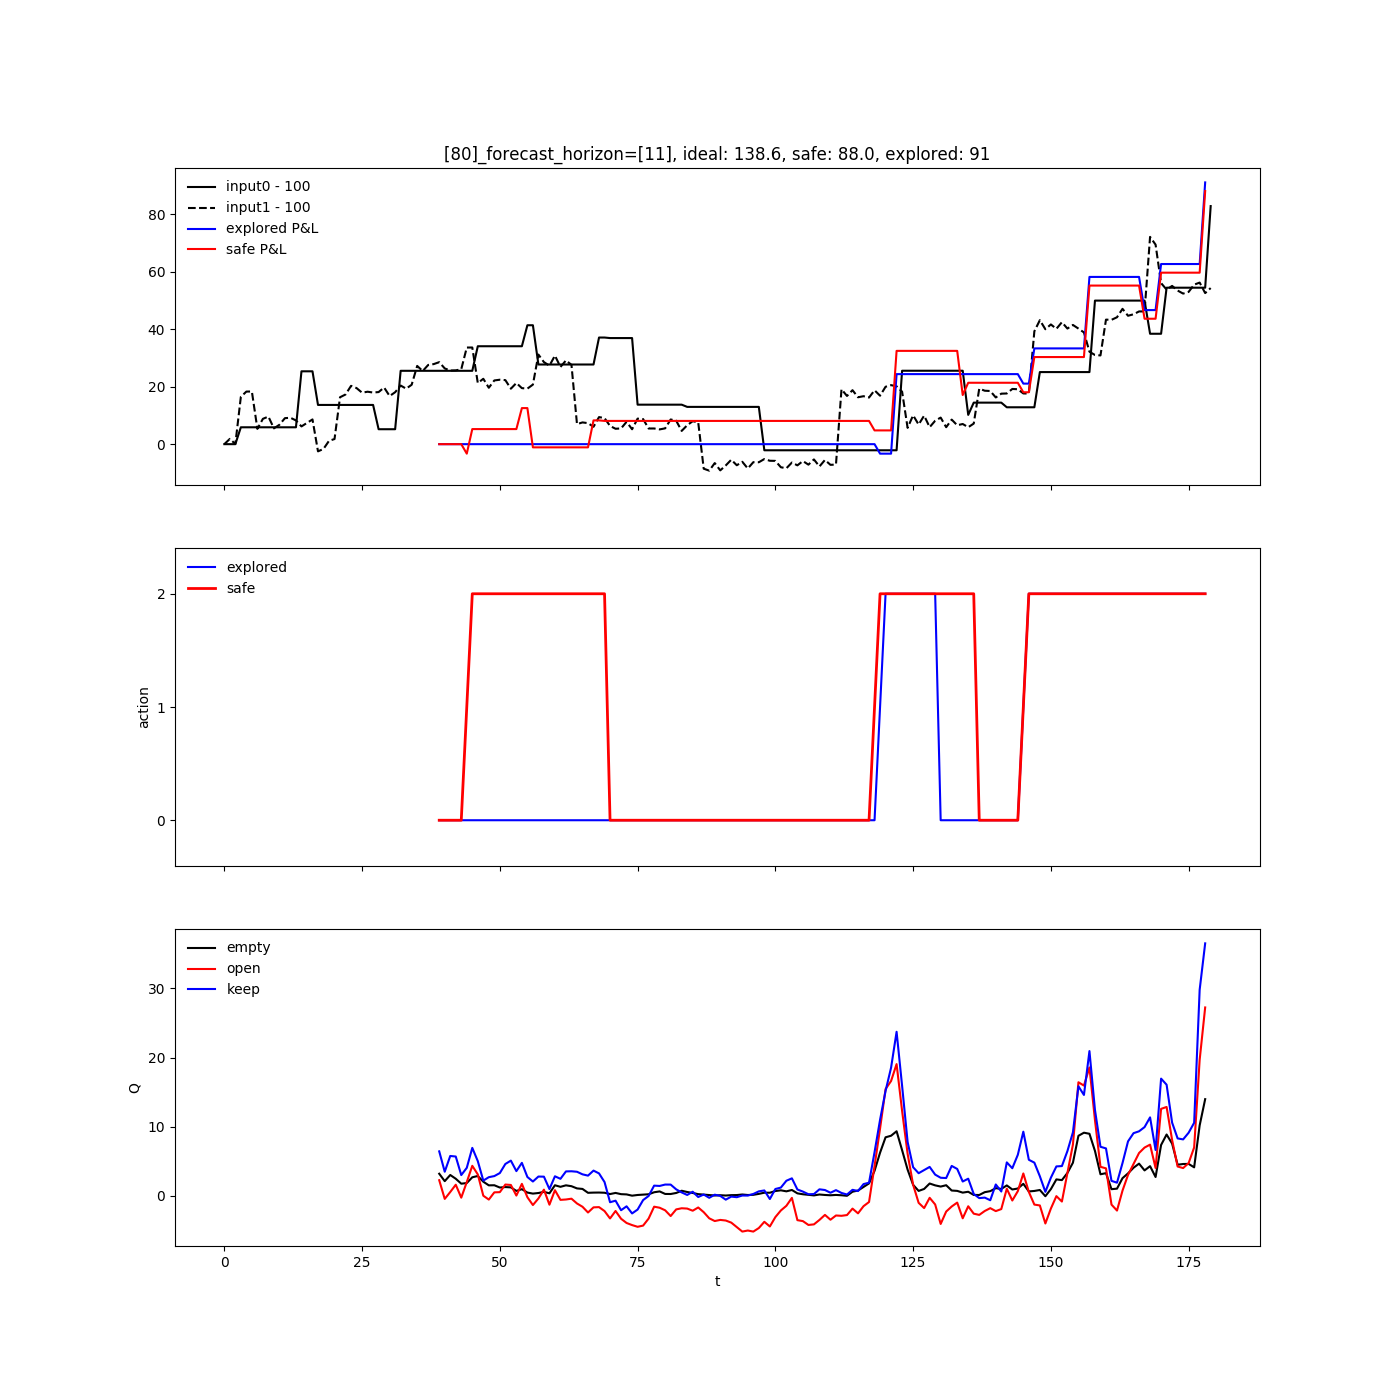 [80]_forecast_horizon=[11], ideal: 138.6, safe: 88.0, explored: 91
input0 - 100
input1 - 100
explored P&L
safe P&L
80
60
40
20
0
explored
safe
2
1
0
action
empty
open
keep
30
20
10
0
Q
0 25 50 75 100 125 150 175
t